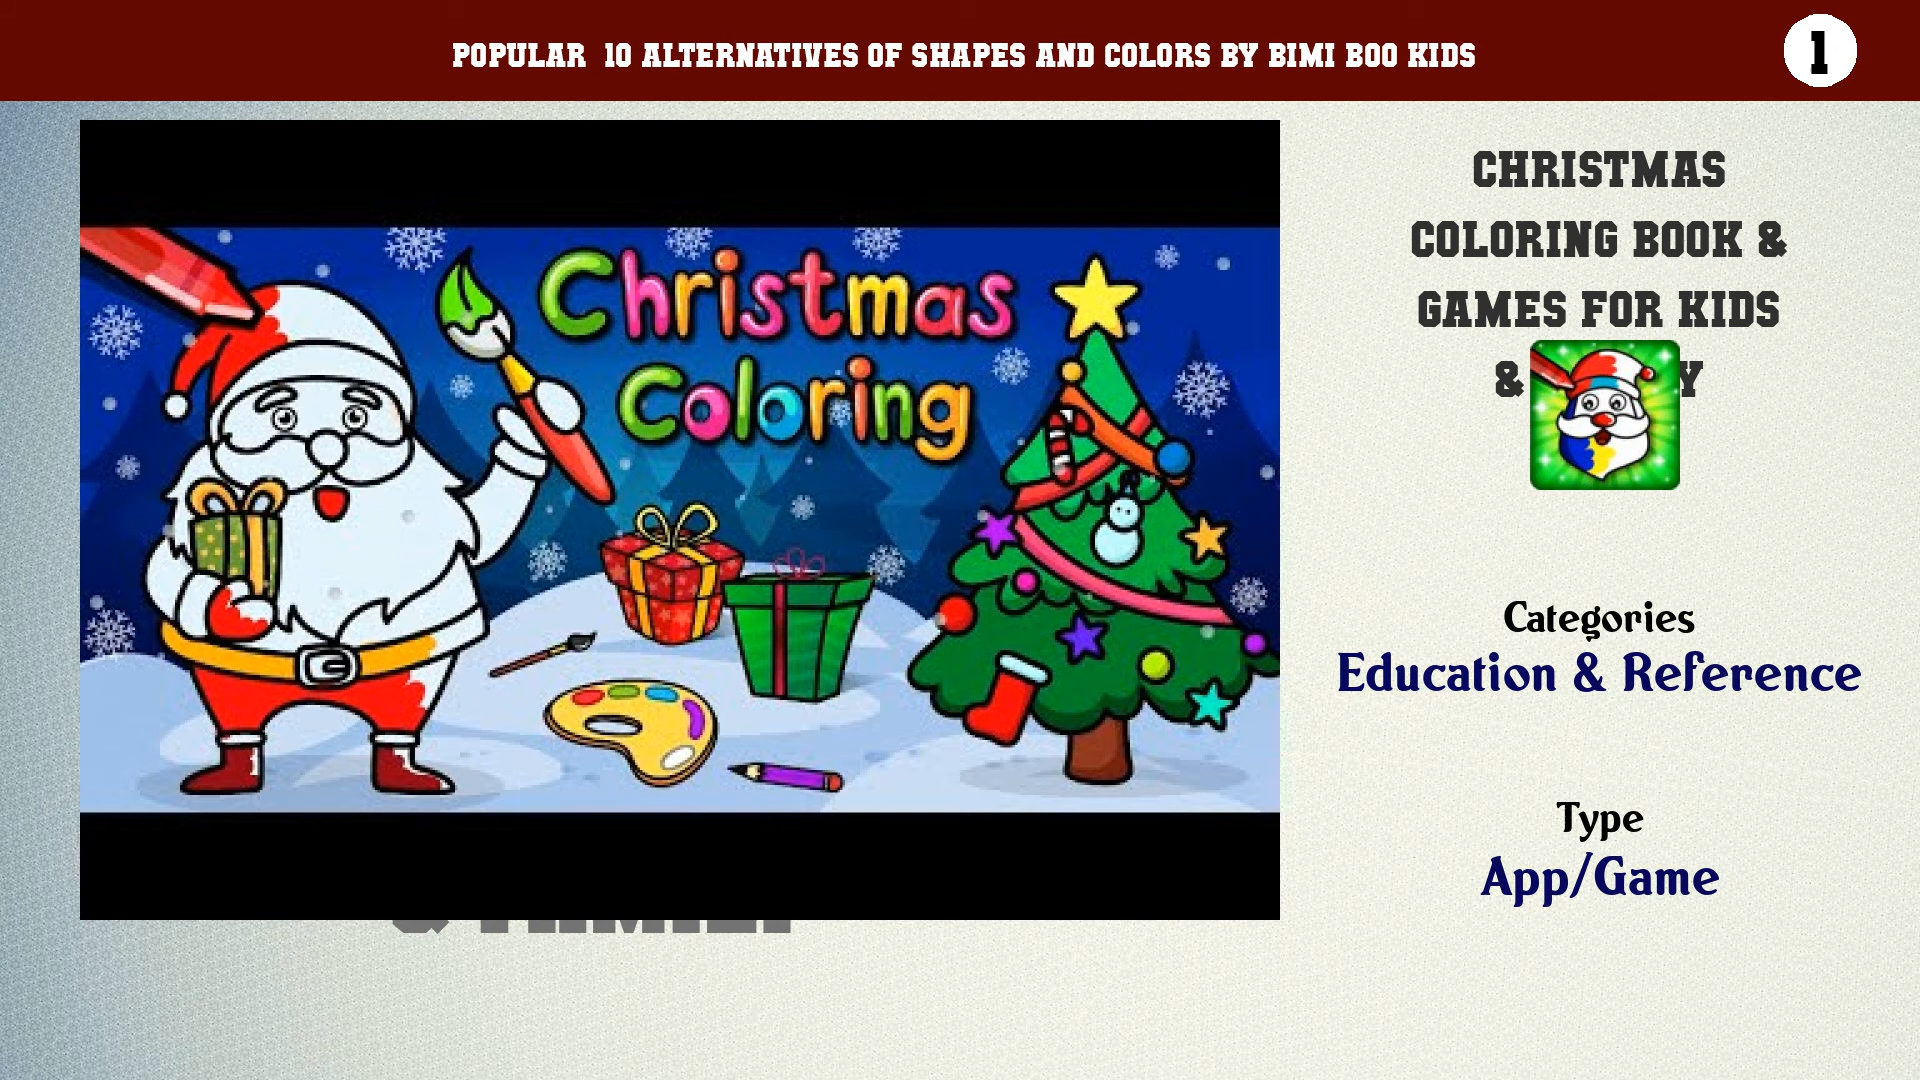 POPULAR 10 ALTERNATIVES OF SHAPES AND COLORS BY BIMI BOO KIDS
1
Christmas
Coloring
CHRISTMAS
COLORING BOOK &
GAMES FOR KIDS
&
Categories
Education & Reference
Type
App/Game
& FAMILY